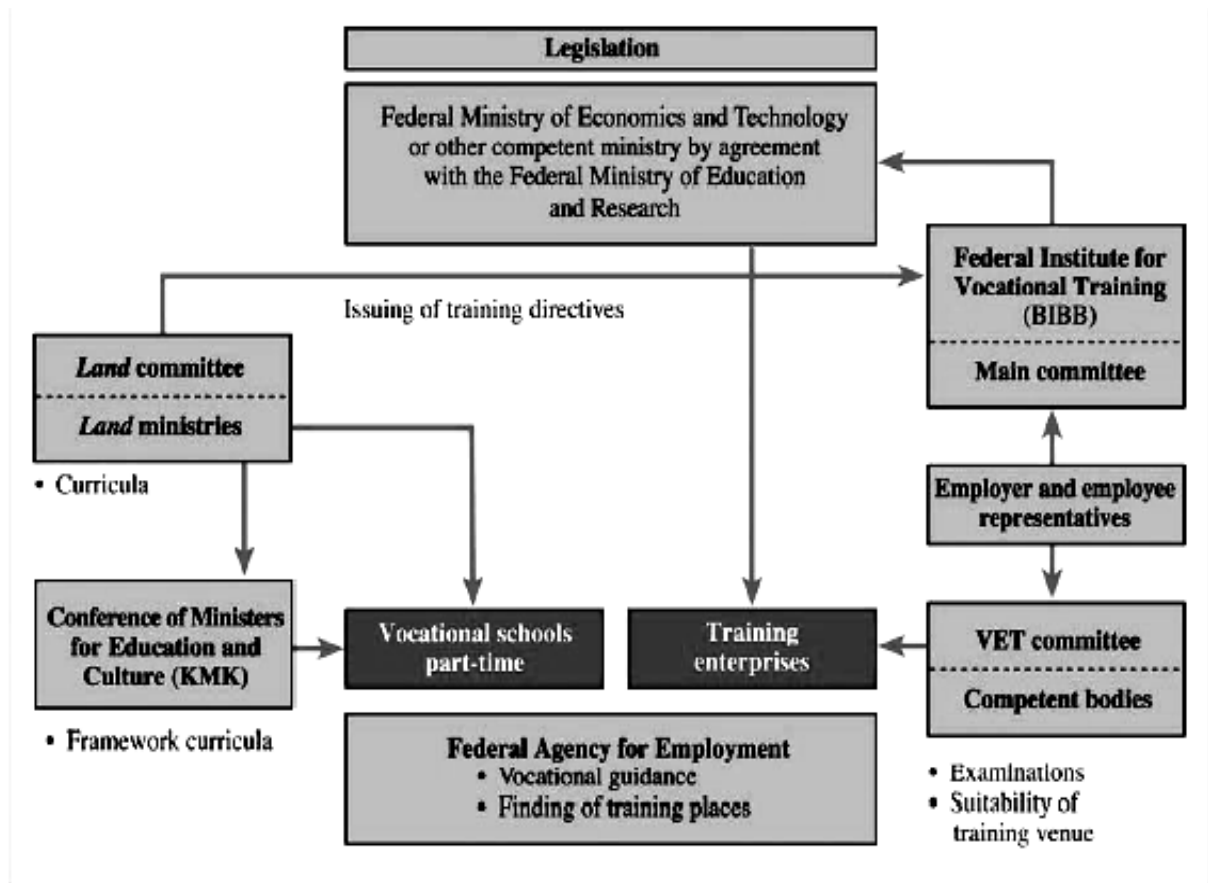 Legislation
Federal Ministry of Economics and Technology
or other competent ministry by agreement
with the Federal Ministry of Education
and Research
Federal Institute for
Vocational Training
(BIBB)
Main committee
Issuing of training directives
Land committee
Land ministries
• Curricula
Employer and employee
representatives
Conference of Ministers
for Education and
Culture (KMK)
• Framework curricula
Vocational schools
part-time
Training
enterprises
VET committee
Competent bodies
• Examinations
• Suitability of
training venue
Federal Agency for Employment
• Vocational guidance
• Finding of training places